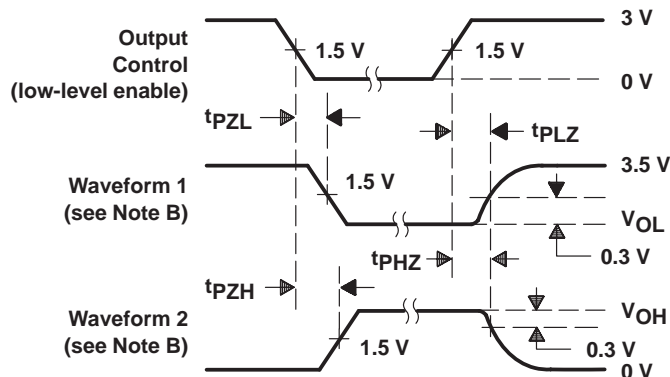 Output
Control
(low-level enable)
3 V
1.5 V
1.5 V
0 V
tPZL
tPLZ
Waveform 1
(see Note B)
3.5 V
1.5 V
VOL
0.3 V
tPHZ
tPZH
Waveform 2
(see Note B)
VOH
1.5 V
0.3 V
0 V